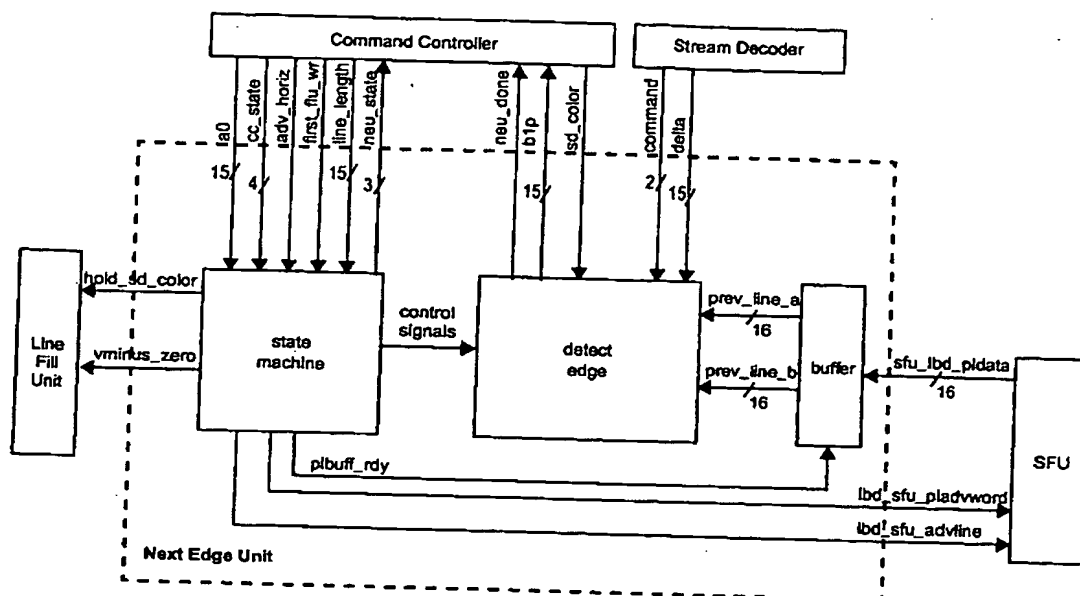 Command Controller
Stream Decoder
a0
cc_state
adv_horiz
first_flu_wr
line_length
neu_state
neu_done
b1p
sd_color
command
delta
15
4
15
3
15
2
15
hold_sd_color
vminus_zero
Line
Fill
Unit
state
machine
control
signals
detect
edge
prev_line_a
16
prev_line_b
16
buffer
sfu_lbd_pldata
16
SFU
plbuff_rdy
lbd_sfu_pladvword
lbd_sfu_advline
Next Edge Unit